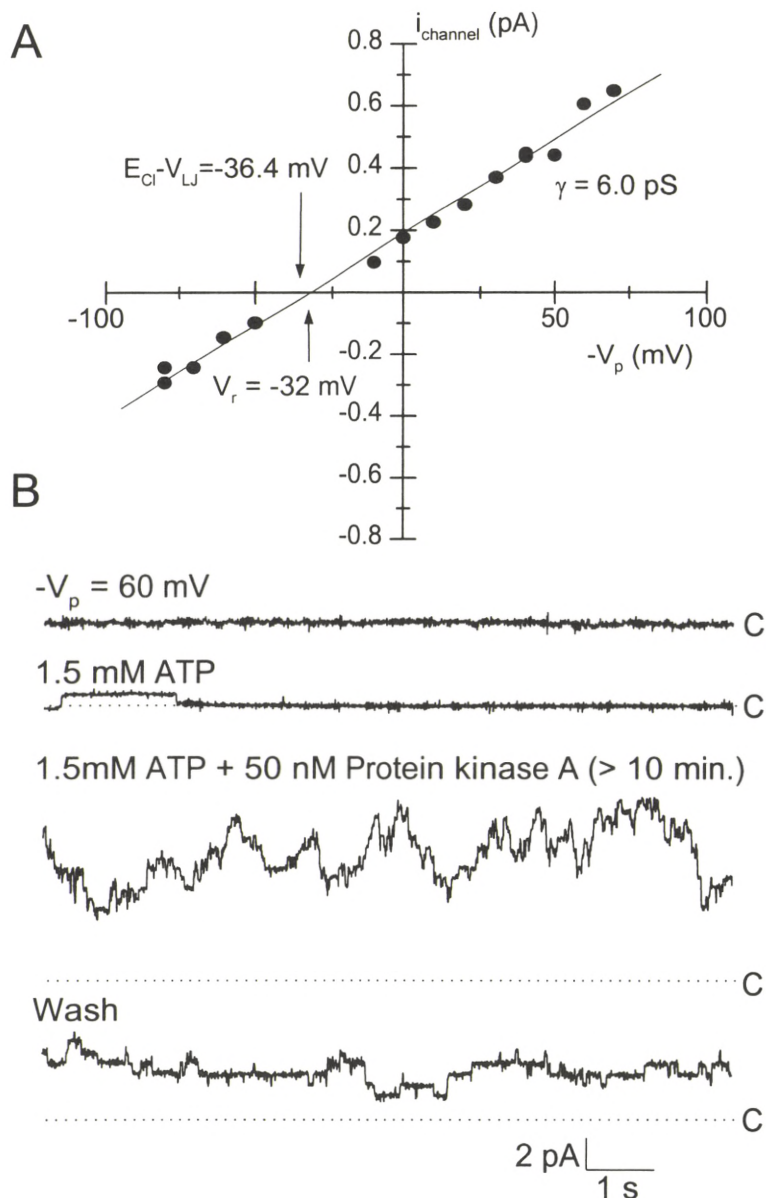 A
i_channel (pA)
0.8
0.6
E_Cl-V_LJ=-36.4 mV
0.4
γ = 6.0 pS
0.2
-100
50
100
-0.2
-V_p (mV)
V_r = -32 mV
-0.4
-0.6
-0.8
B
-V_p = 60 mV
C
1.5 mM ATP
C
1.5mM ATP + 50 nM Protein kinase A (> 10 min.)
C
Wash
C
2 pA
1 s